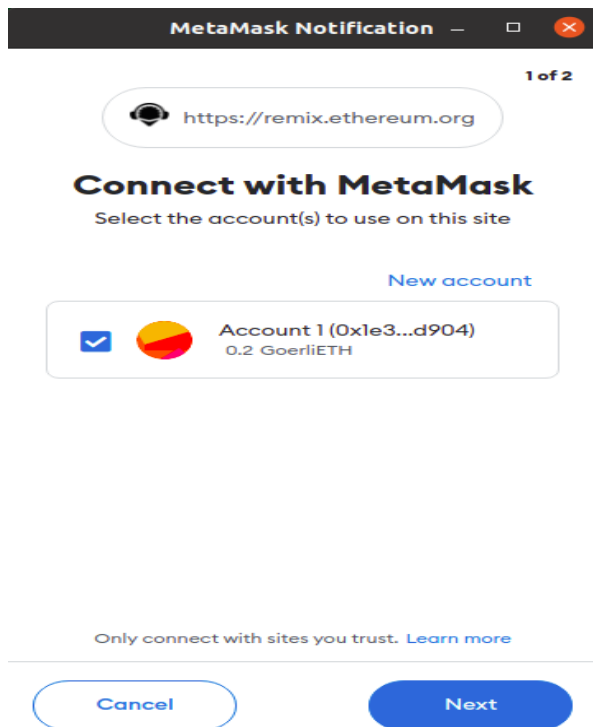 MetaMask Notification
1 of 2
https://remix.ethereum.org
Connect with MetaMask
Select the account(s) to use on this site
New account
Account 1 (0x1e3...d904)
0.2 GoerliETH
Only connect with sites you trust. Learn more
Cancel Next